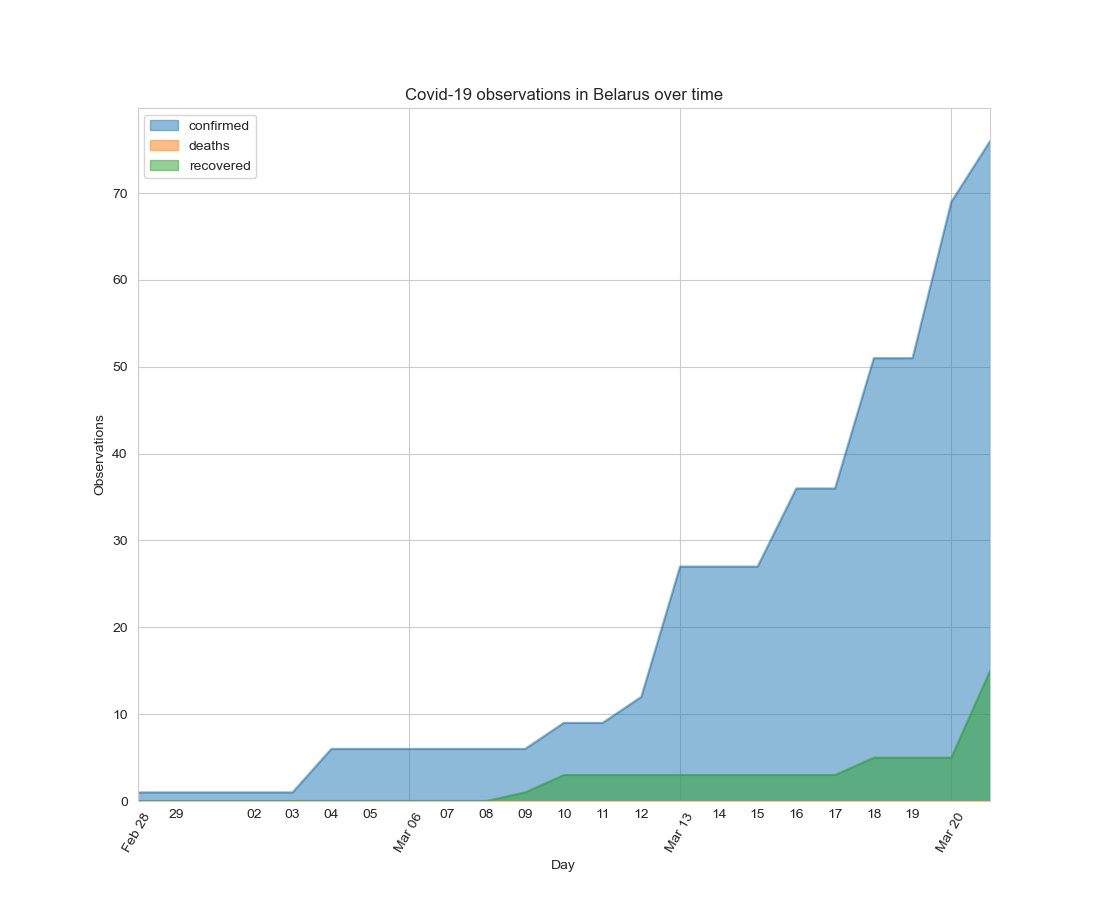 Covid-19 observations in Belarus over time
confirmed
deaths
recovered
70
60
50
40
30
20
10
0
Observations
Feb 28 29 02 03 04 05 Mar 06 07 08 09 10 11 12 Mar 13 14 15 16 17 18 19 Mar 20
Day